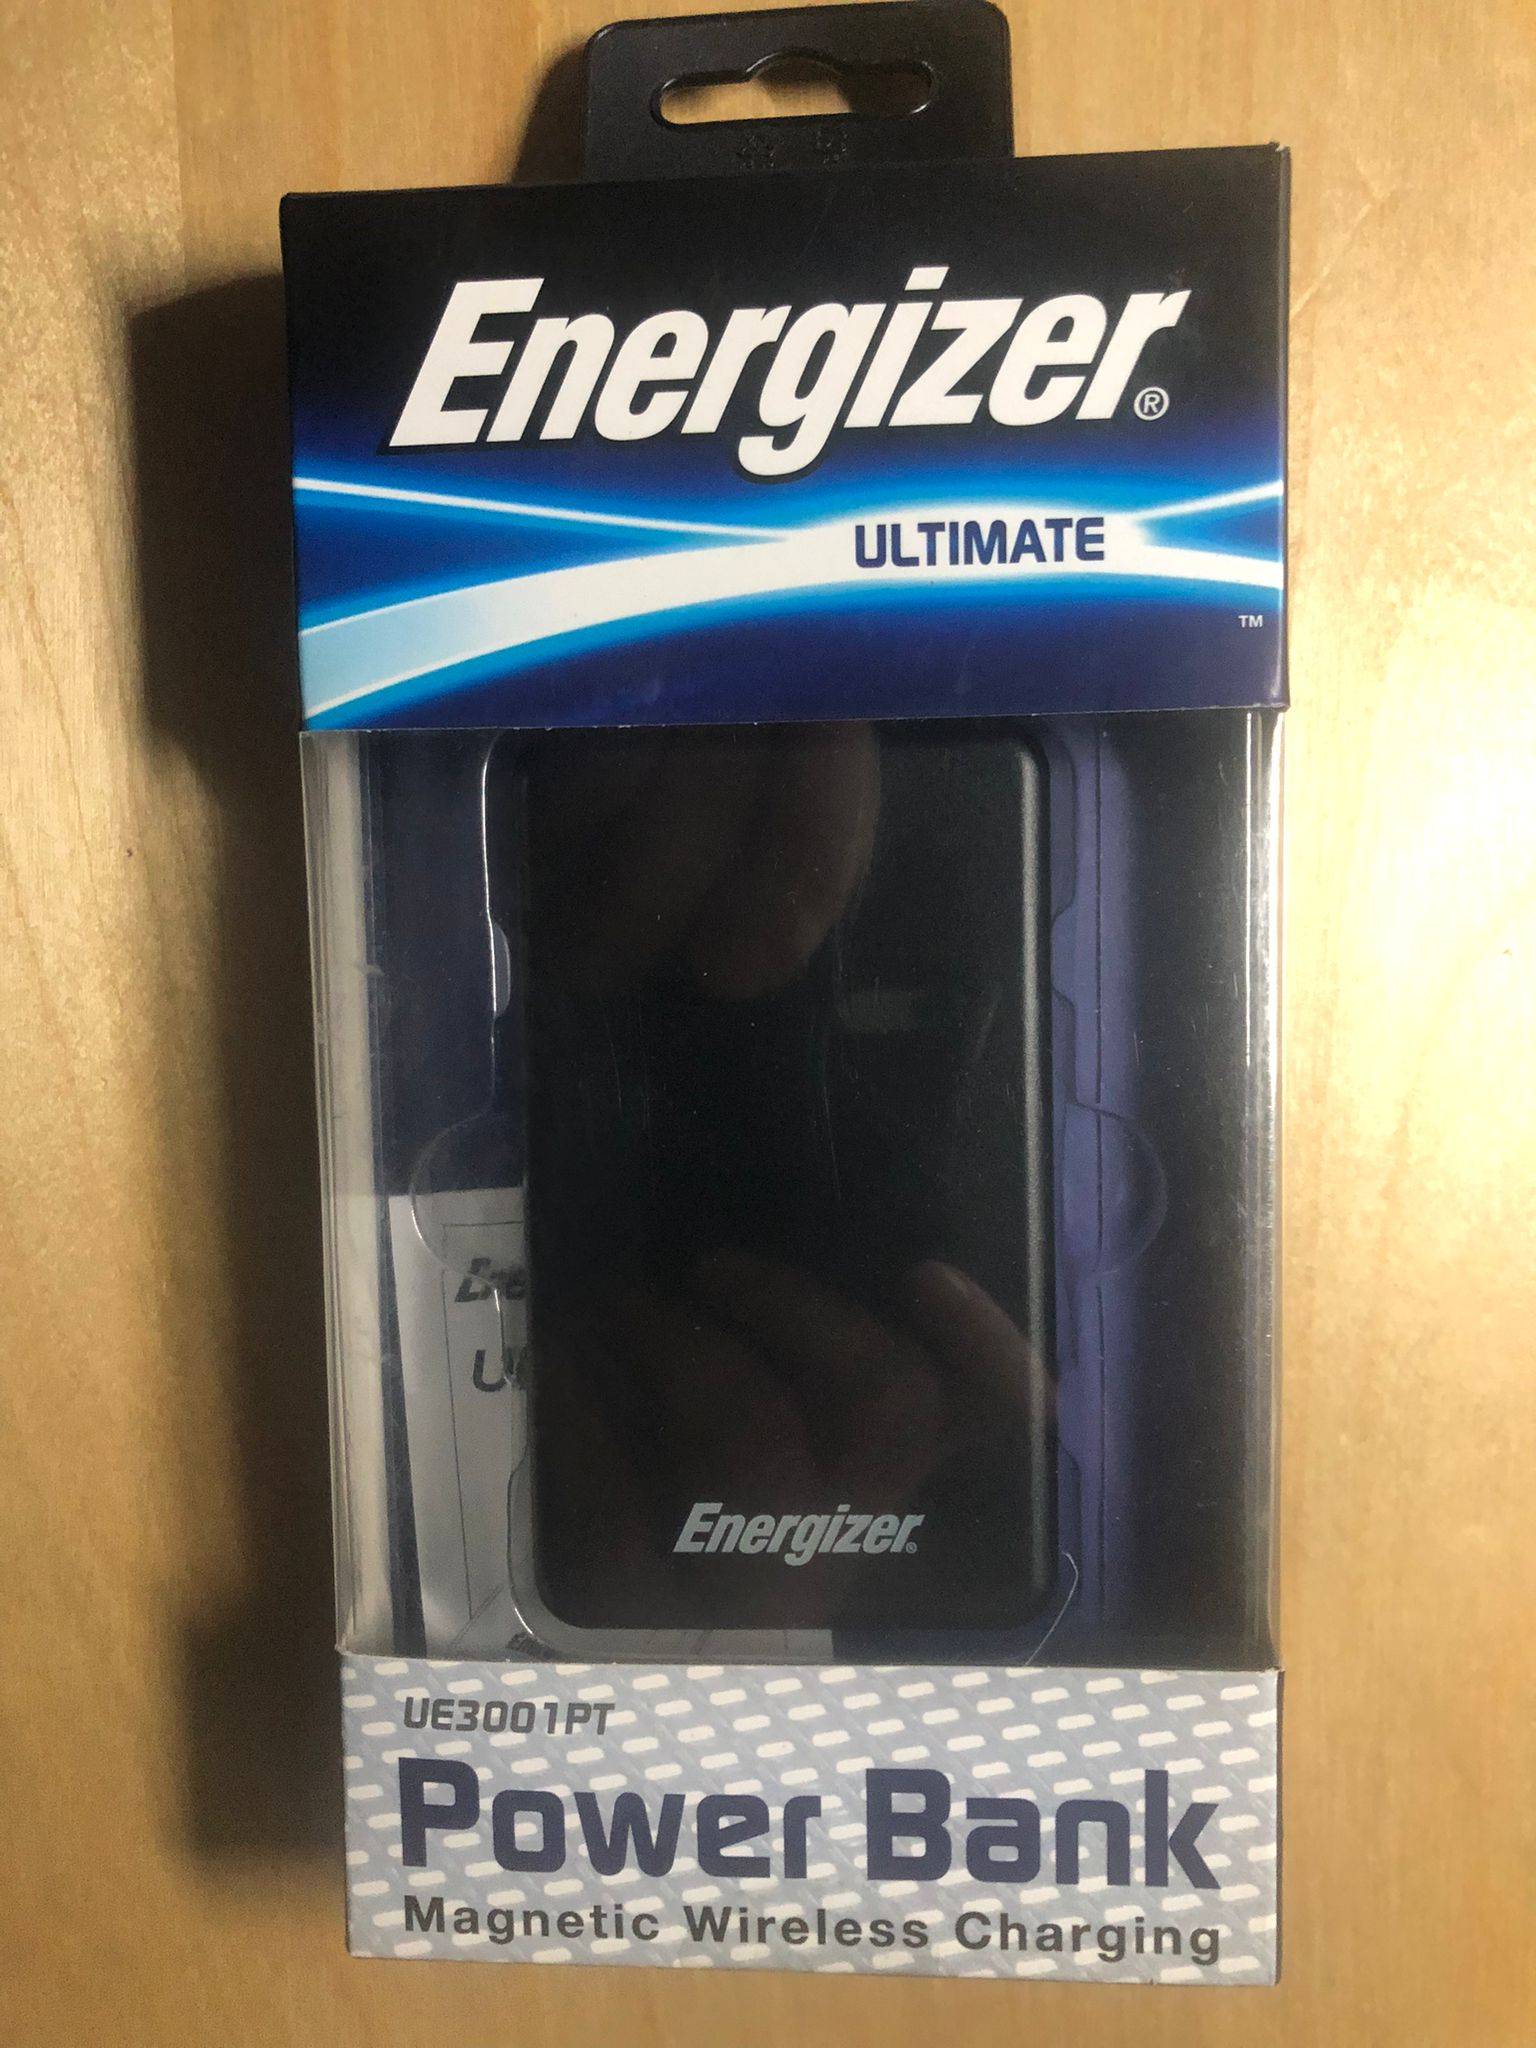 Energizer®
ULTIMATE
TM
Energizer®
UE3001PT
Power Bank
Magnetic Wireless Charging